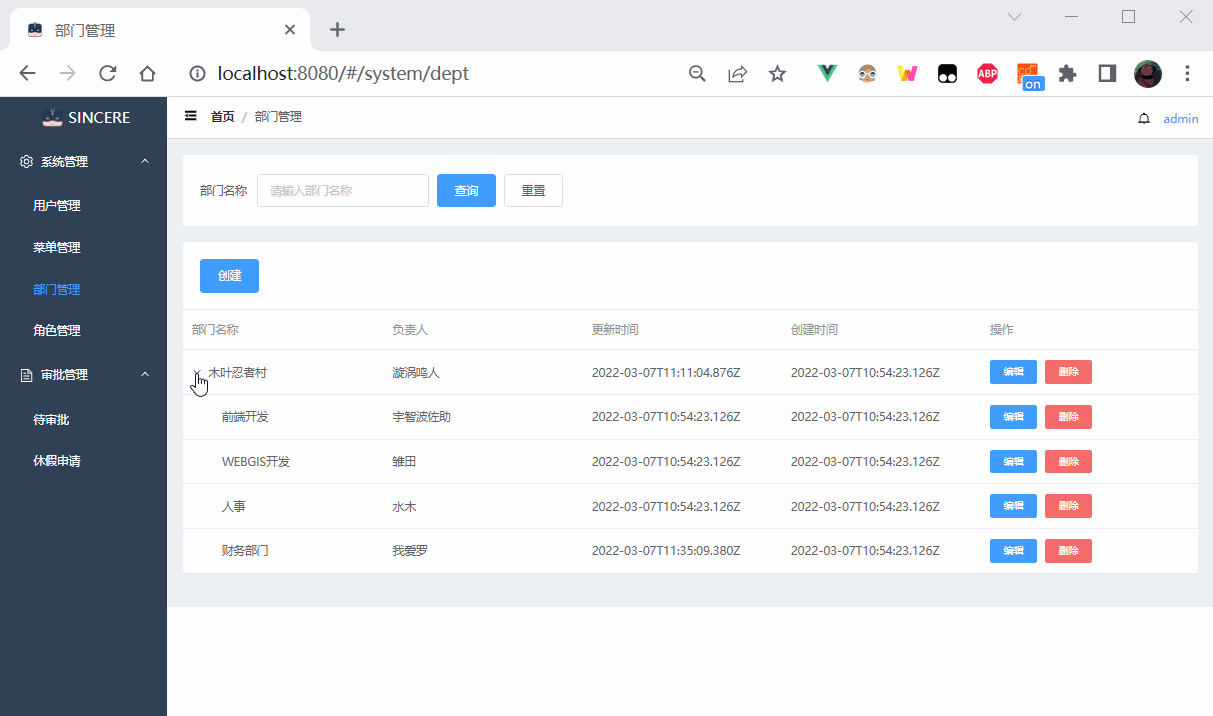 部门管理
localhost:8080/#/system/dept
ABP
on
SINCERE
首页 / 部门管理
admin
系统管理
用户管理
菜单管理
部门管理
角色管理
审批管理
待审批
休假申请
部门名称 请输入部门名称 查询 重置
创建
部门名称 负责人 更新时间 创建时间 操作
木叶忍者村 漩涡鸣人 2022-03-07T11:11:04.876Z 2022-03-07T10:54:23.126Z 编辑 删除
前端开发 宇智波佐助 2022-03-07T10:54:23.126Z 2022-03-07T10:54:23.126Z 编辑 删除
WEBGIS开发 雏田 2022-03-07T10:54:23.126Z 2022-03-07T10:54:23.126Z 编辑 删除
人事 水木 2022-03-07T10:54:23.126Z 2022-03-07T10:54:23.126Z 编辑 删除
财务部门 我爱罗 2022-03-07T11:35:09.380Z 2022-03-07T10:54:23.126Z 编辑 删除